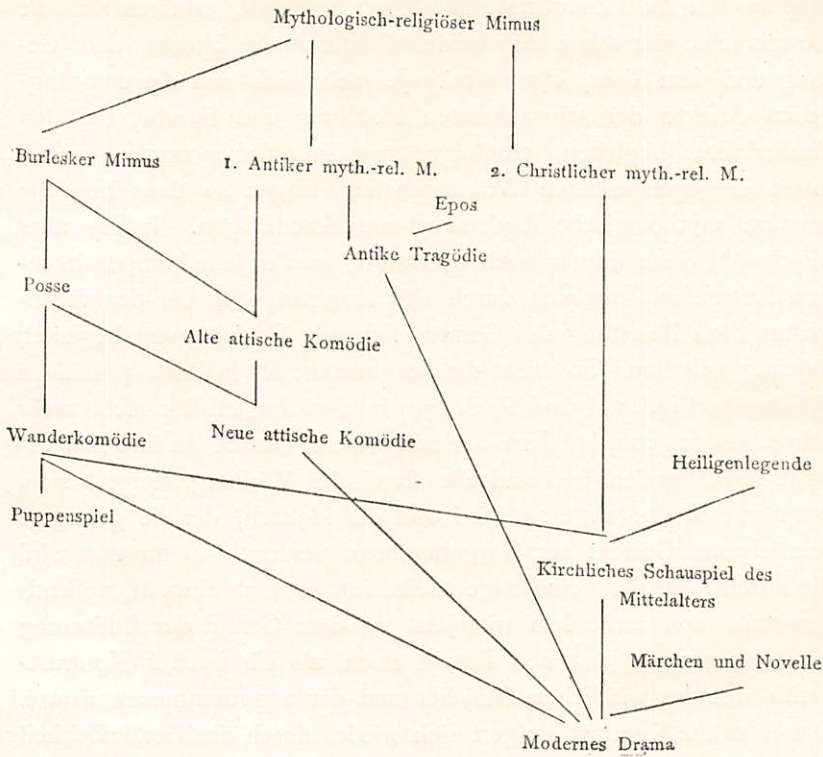 Mythologisch-religiöser Mimus
Burlesker Mimus
1. Antiker myth.-rel. M.
2. Christlicher myth.-rel. M.
Epos
Antike Tragödie
Posse
Alte attische Komödie
Wanderkomödie
Neue attische Komödie
Heiligenlegende
Puppenspiel
Kirchliches Schauspiel des
Mittelalters
Märchen und Novelle
Modernes Drama